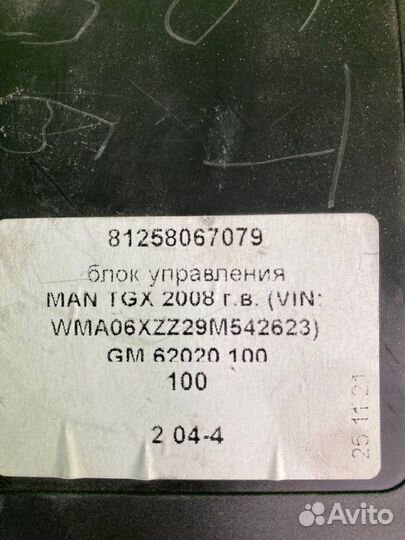 81258067079
блок управления
MAN TGX 2008 г.в. (VIN:
WMA06XZZ29M542623)
GM 62020 100
100
2 04-4
25 11 21
Avito